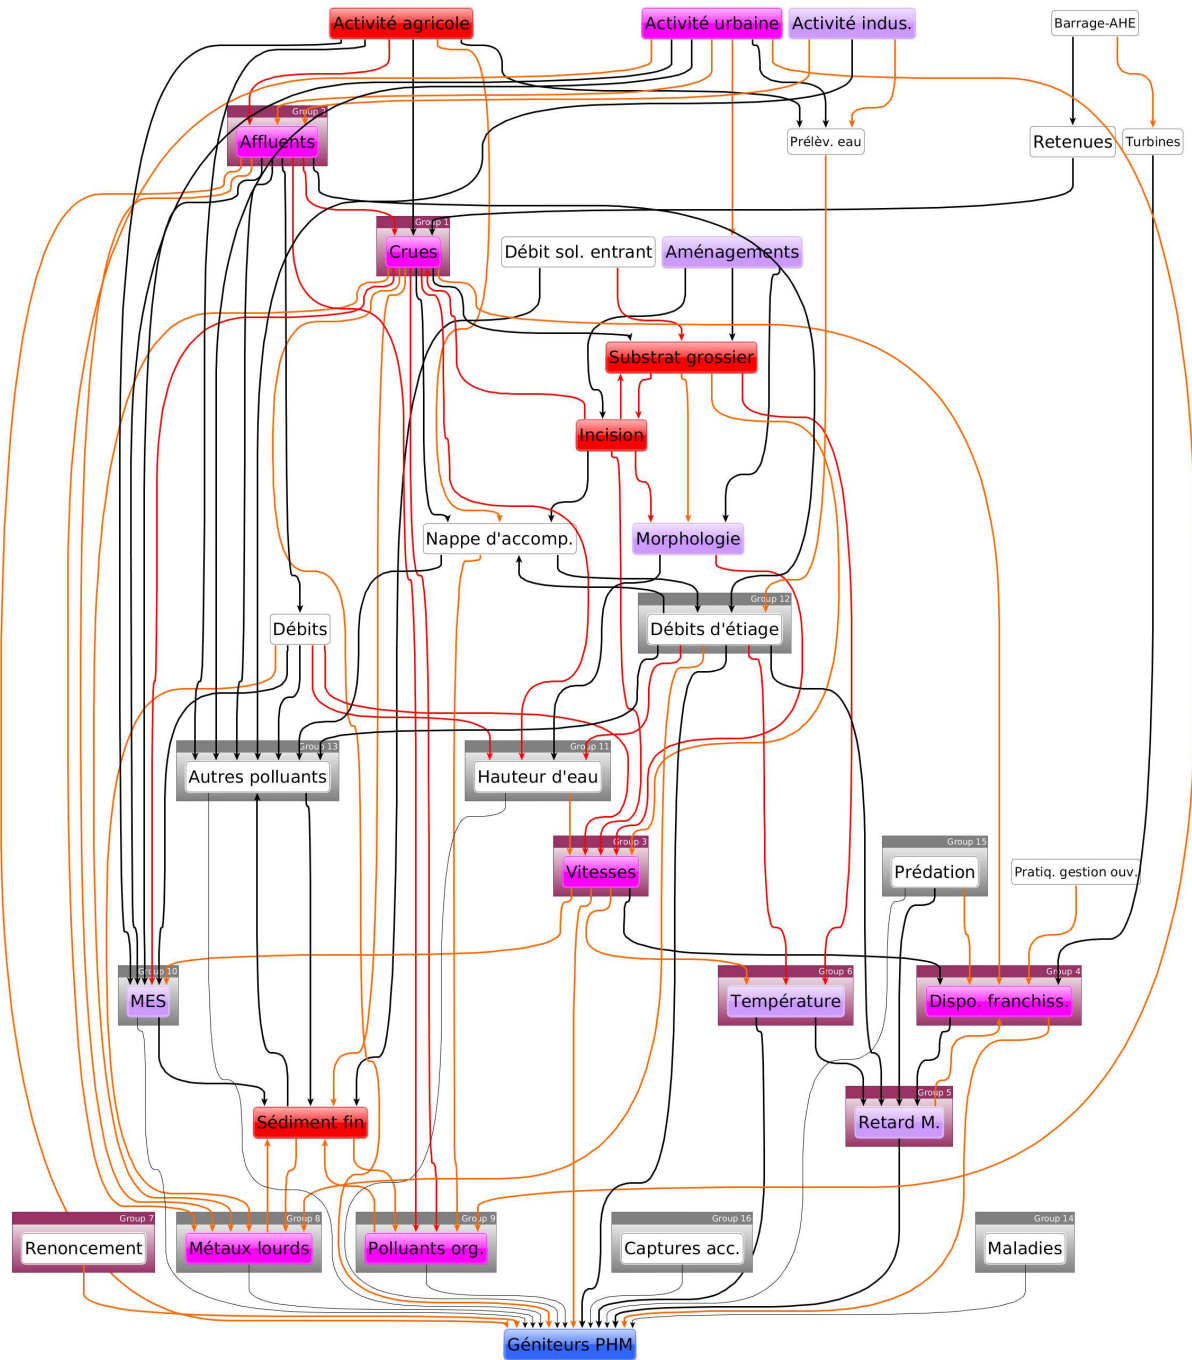 Activité agricole
Activité urbaine
Activité indus.
Barrage-AHE
Group
Affluents
Prélèv. eau
Retenues
Turbines
Group 1
Crues
Débit sol. entrant
Aménagements
Substrat grossier
Incision
Nappe d'accomp.
Morphologie
Group 12
Débits
Débits d'étiage
Group 13
Autres polluants
Group 11
Hauteur d'eau
Group 3
Vitesses
Group 15
Prédation
Pratiq. gestion ouv.
Group 10
MES
Group 6
Température
Group 4
Dispo. franchiss.
Group 5
Retard M.
Sédiment fin
Group 7
Renoncement
Group 8
Métaux lourds
Group 9
Polluants org.
Group 16
Captures acc.
Group 14
Maladies
Géniteurs PHM